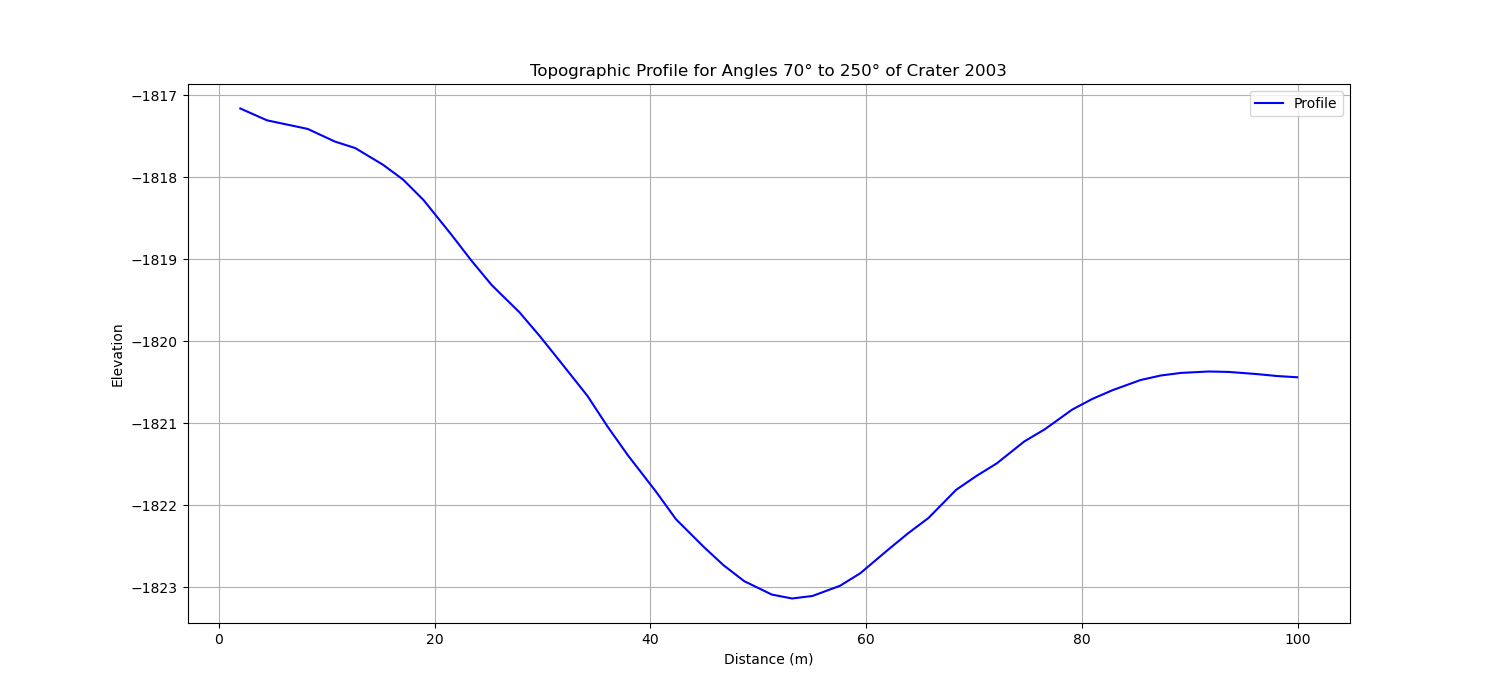 Topographic Profile for Angles 70° to 250° of Crater 2003
Profile
−1817
−1818
−1819
−1820
−1821
−1822
−1823
Elevation
0 20 40 60 80 100
Distance (m)